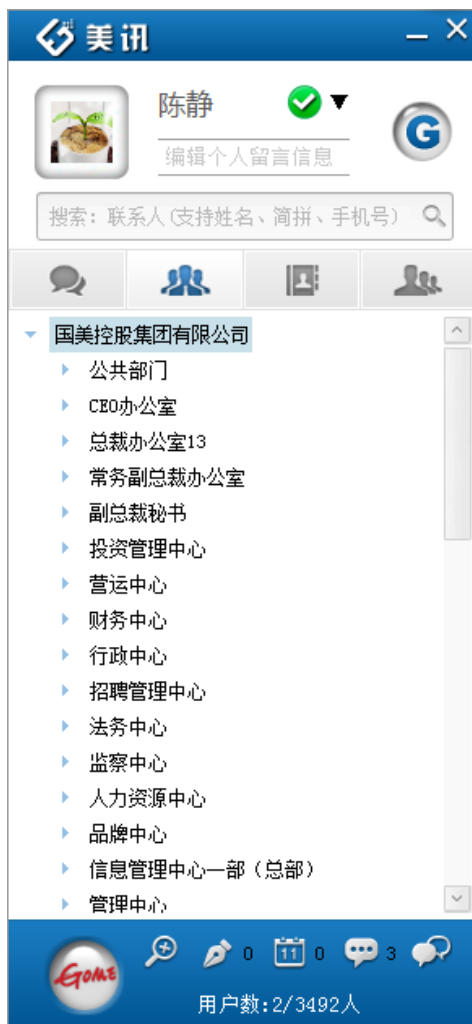 美讯
陈静
编辑个人留言信息
G
搜索：联系人(支持姓名、简拼、手机号)
国美控股集团有限公司
公共部门
CEO办公室
总裁办公室13
常务副总裁办公室
副总裁秘书
投资管理中心
营运中心
财务中心
行政中心
招聘管理中心
法务中心
监察中心
人力资源中心
品牌中心
信息管理中心一部（总部）
管理中心
GOME 0 11 0 3
用户数:2/3492人